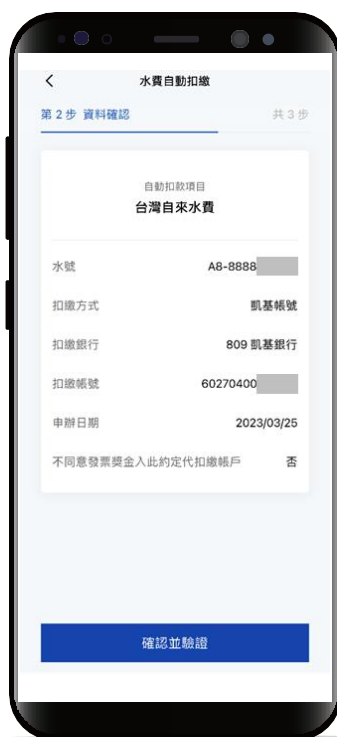 水費自動扣繳
第 2 步 資料確認 共 3 步
自動扣款項目
台灣自來水費
水號 A8-8888
扣繳方式 凱基帳號
扣繳銀行 809 凱基銀行
扣繳帳號 60270400
申辦日期 2023/03/25
不同意發票獎金入此約定代扣繳帳戶 否
確認並驗證